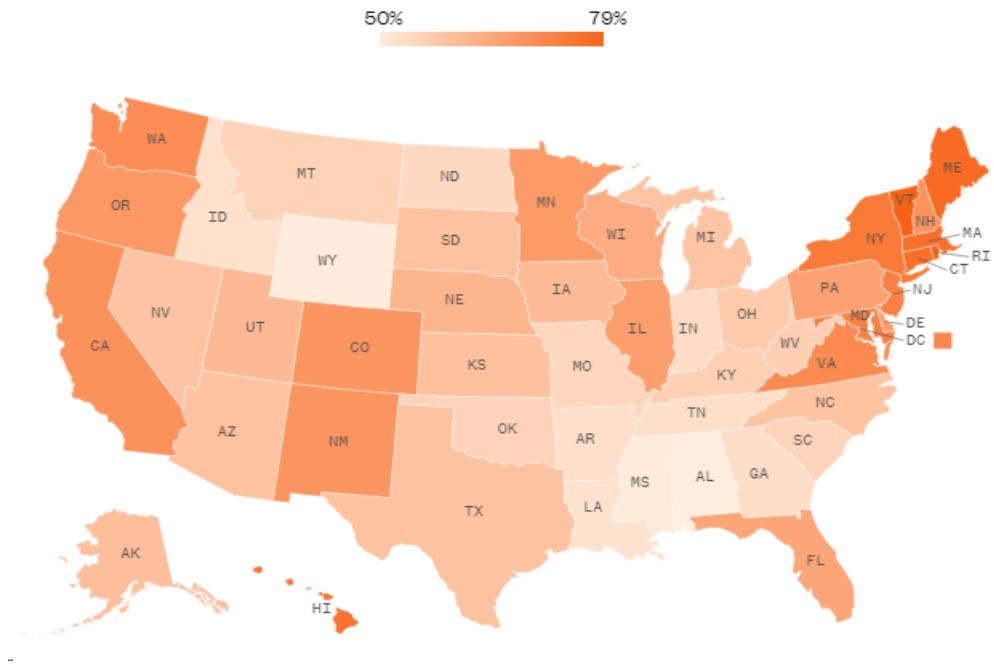 50% 79%
WA
ME
MT
ND
VT
OR
MN
ID
NH
MA
WI
NY
MI
SD
RI
WY
CT
PA
IA
NJ
NE
NV
OH
MD
DE
UT
IL
IN
DC
CA
CO
WV
VA
KS
MO
KY
NC
TN
AZ
OK
NM
AR
SC
GA
AL
MS
LA
TX
AK
FL
HI